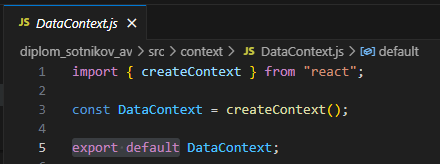 JS DataContext.js ×
diplom_sotnikov_av > src > context > JS DataContext.js > default
1 import { createContext } from "react";
2
3 const DataContext = createContext();
4
5 export default DataContext;
6